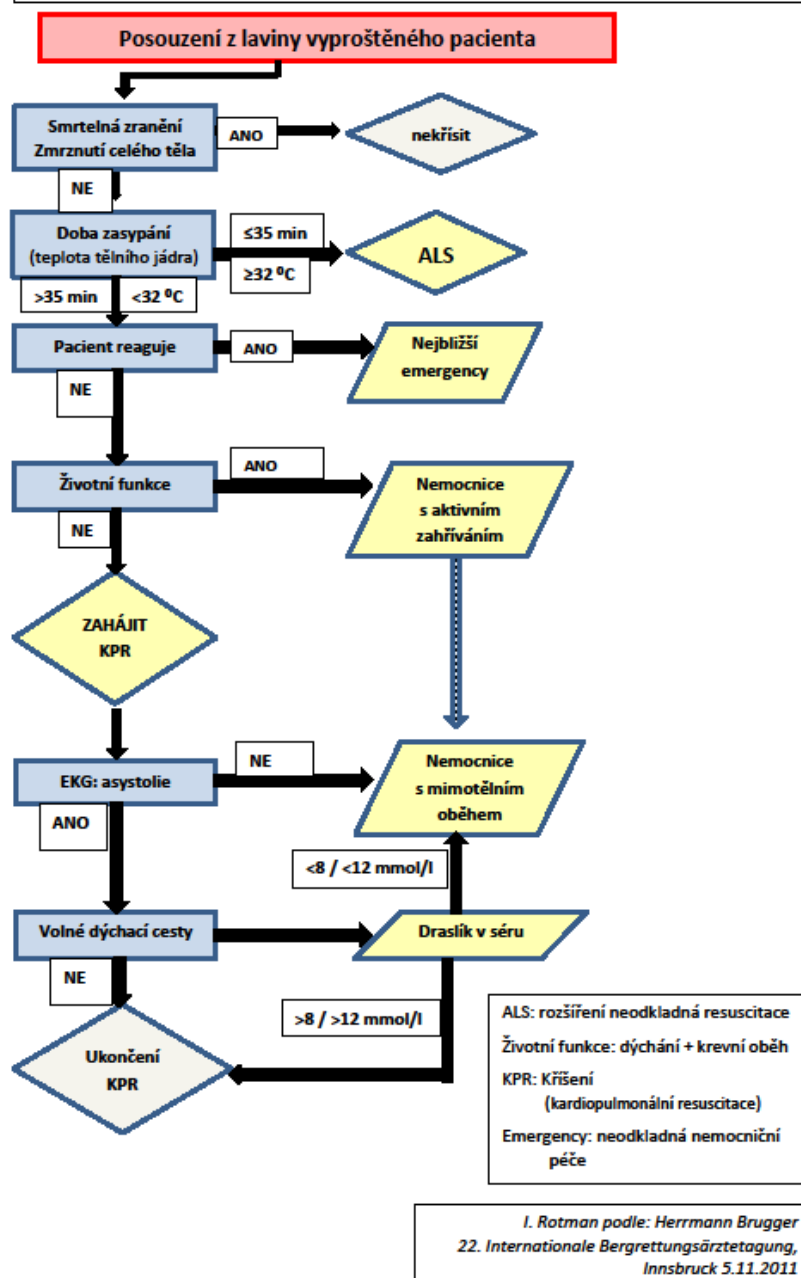 Posouzení z laviny vyproštěného pacienta
Smrtelná zranění
Zmrznutí celého těla
ANO
nekřísit
NE
Doba zasypání
(teplota tělního jádra)
≤35 min
≥32 ⁰C
ALS
>35 min
<32 ⁰C
Pacient reaguje
ANO
Nejbližší
emergency
NE
Životní funkce
ANO
Nemocnice
s aktivním
zahříváním
NE
ZAHÁJIT
KPR
EKG: asystolie
NE
Nemocnice
s mimotělním
oběhem
ANO
<8 / <12 mmol/l
Volné dýchací cesty
Draslík v séru
NE
>8 / >12 mmol/l
Ukončení
KPR
ALS: rozšíření neodkladná resuscitace
Životní funkce: dýchání + krevní oběh
KPR: Kříšení
(kardiopulmonální resuscitace)
Emergency: neodkladná nemocniční
péče
I. Rotman podle: Herrmann Brugger
22. Internationale Bergrettungsärztetagung,
Innsbruck 5.11.2011